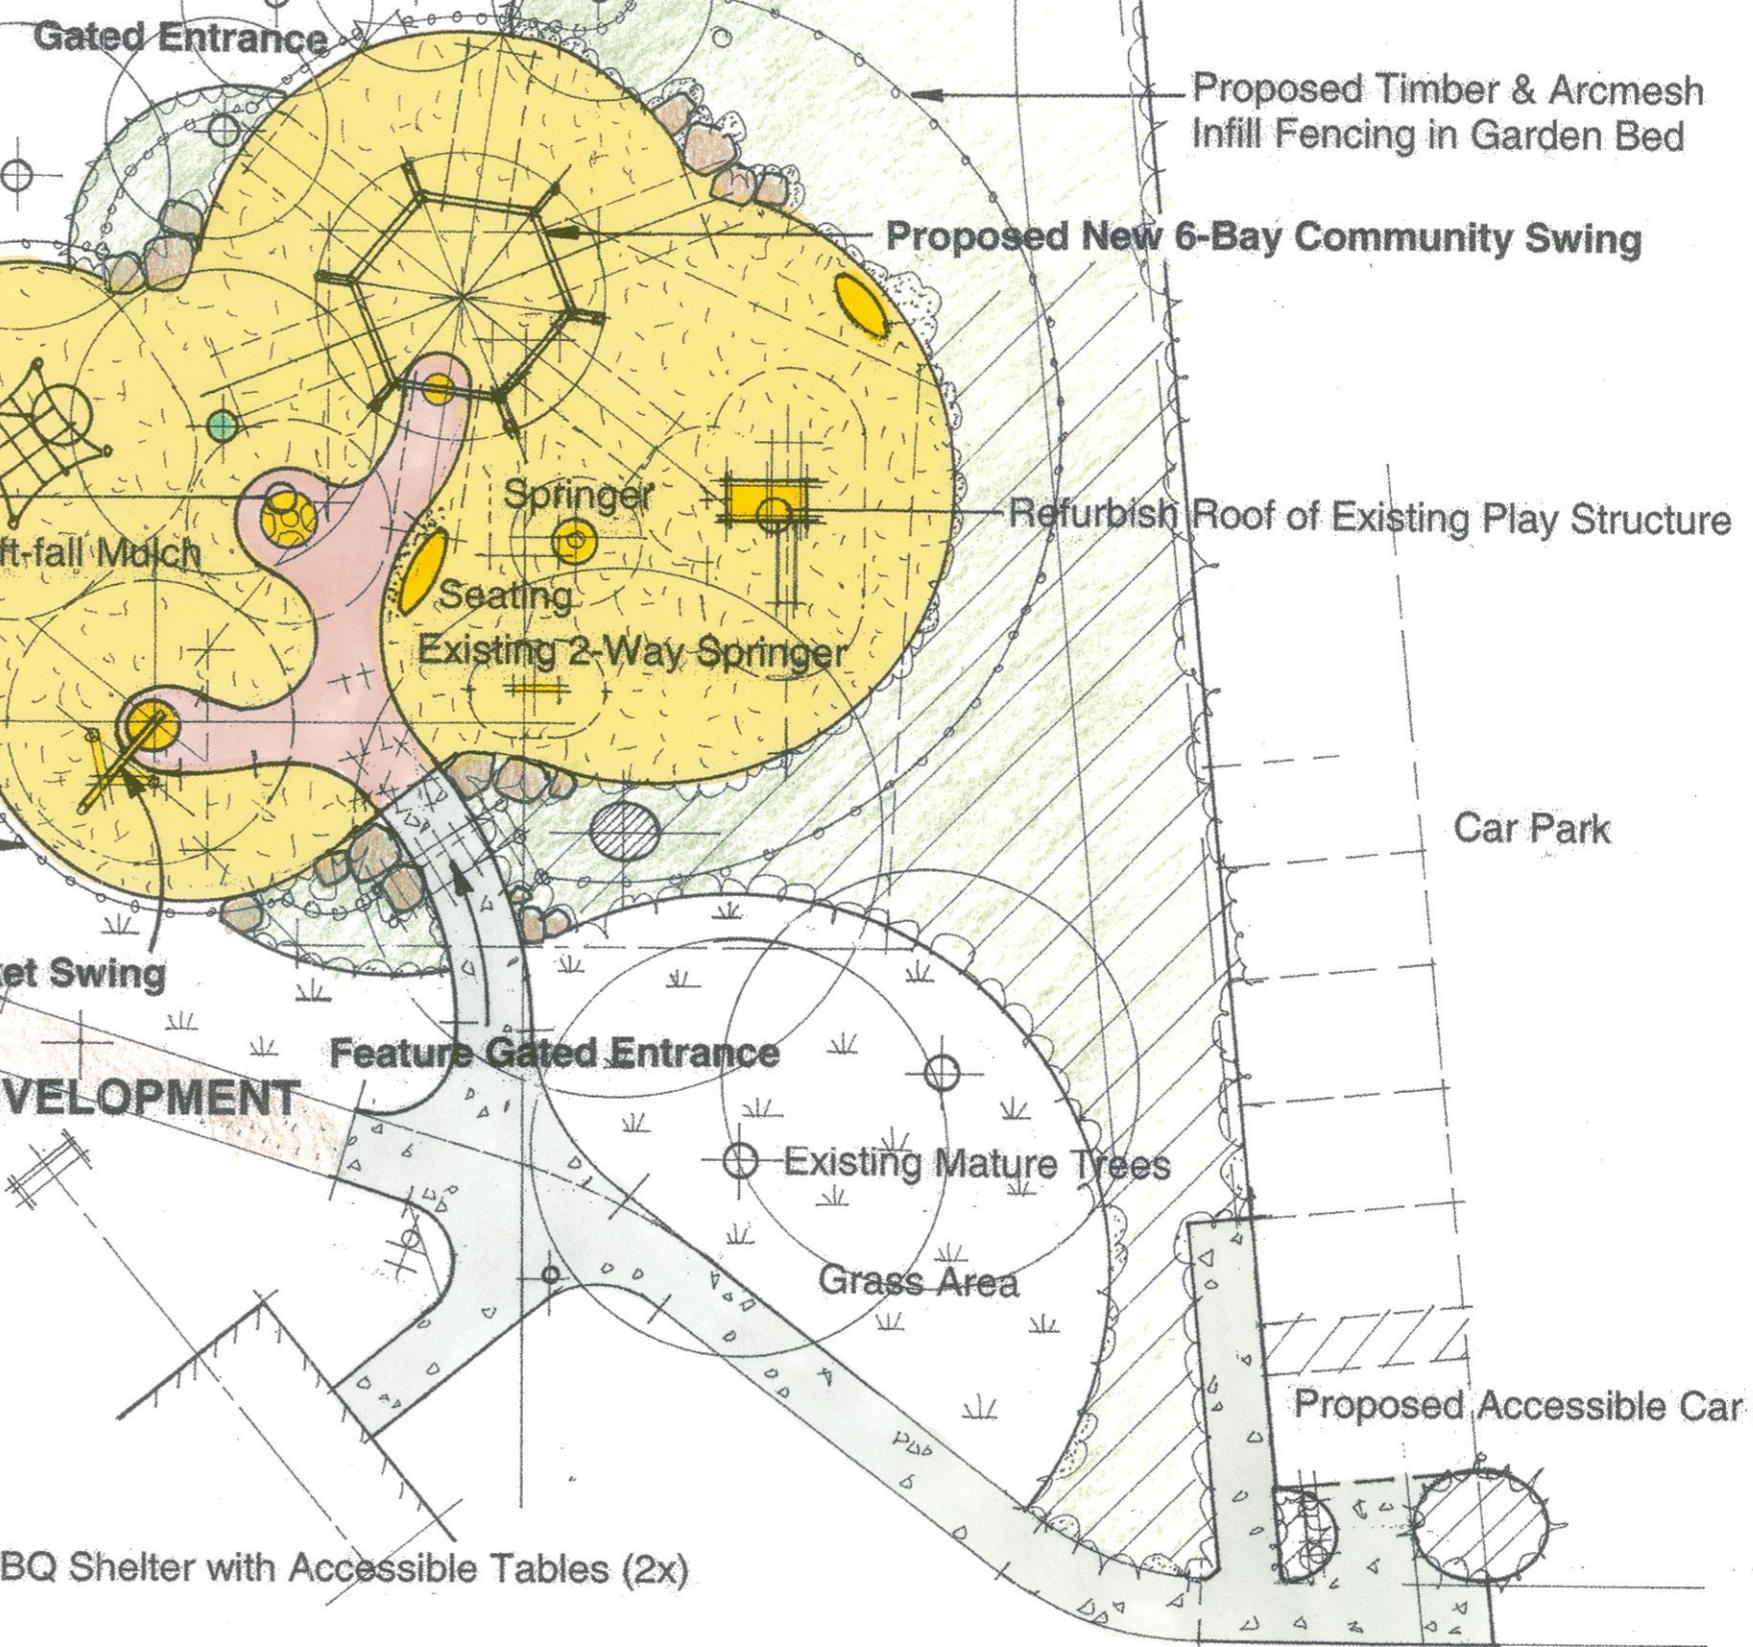 Gated Entrance
Proposed Timber & Arcmesh
Infill Fencing in Garden Bed
Proposed New 6-Bay Community Swing
Springer
Refurbish Roof of Existing Play Structure
ft-fall Mulch
Seating
Existing 2-Way Springer
Car Park
et Swing
Feature Gated Entrance
VELOPMENT
Existing Mature Trees
Grass Area
Proposed Accessible Car
BQ Shelter with Accessible Tables (2x)